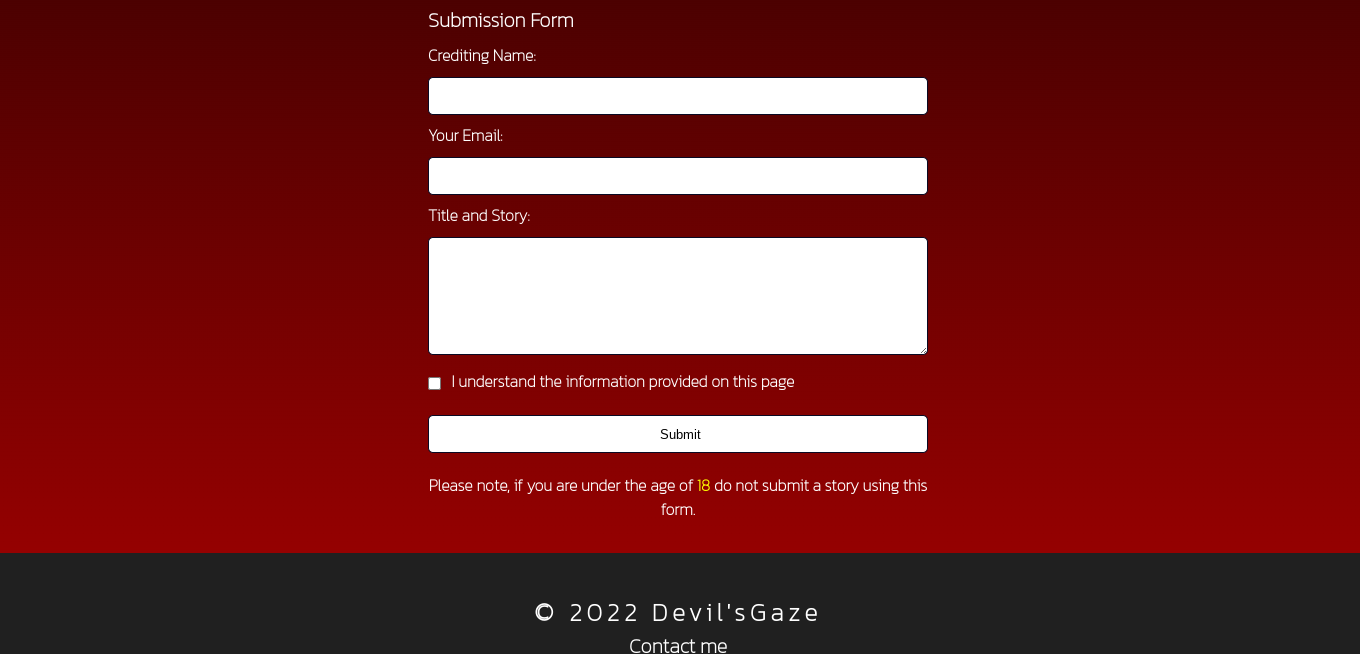 Submission Form
Crediting Name:
Your Email:
Title and Story:
I understand the information provided on this page
Submit
Please note, if you are under the age of 18 do not submit a story using this
form.
© 2022 Devil'sGaze
Contact me